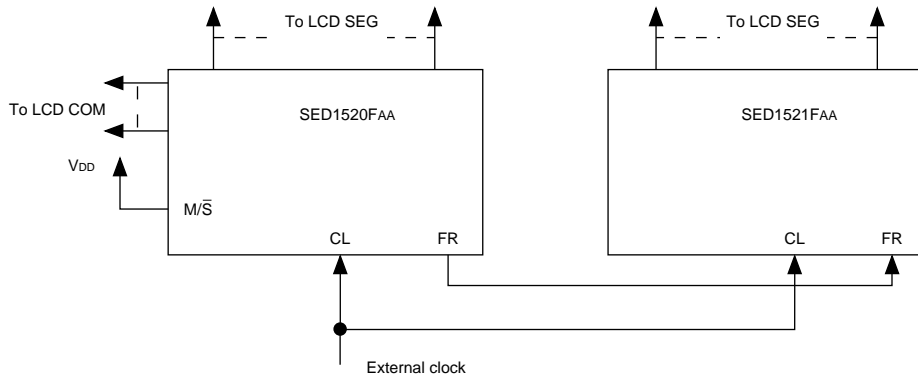 To LCD SEG
To LCD SEG
To LCD COM
SED1520FAA
SED1521FAA
VDD
M/S̅
CL
FR
CL
FR
External clock